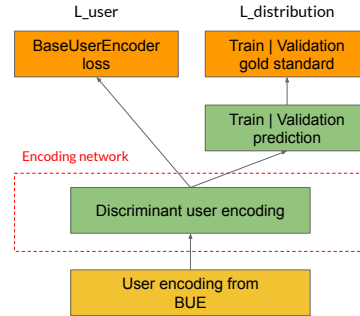 L_user
L_distribution
BaseUserEncoder
loss
Train | Validation
gold standard
Train | Validation
prediction
Encoding network
Discriminant user encoding
User encoding from
BUE